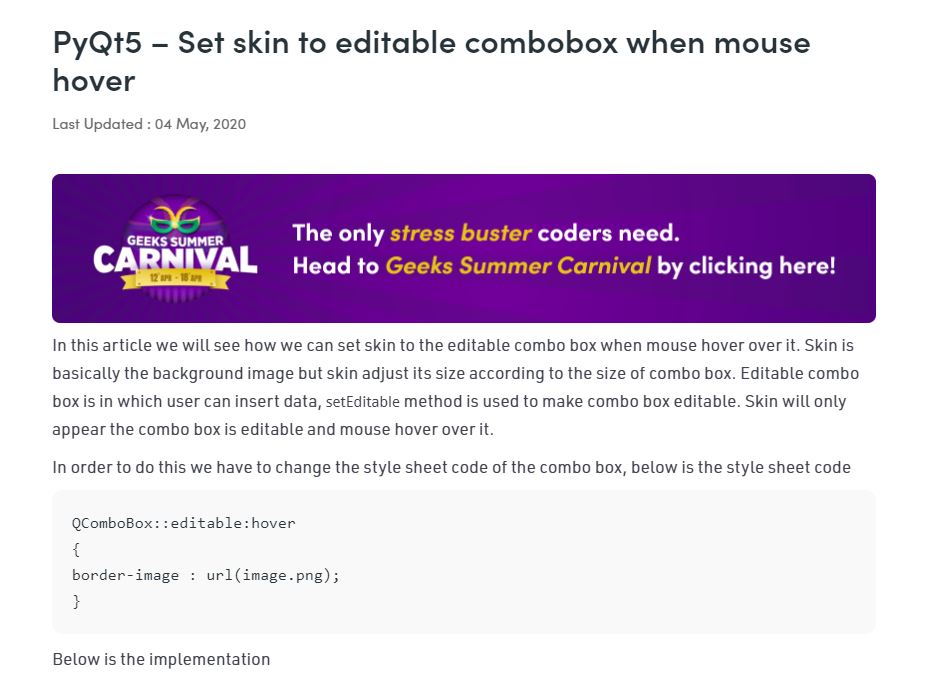 PyQt5 – Set skin to editable combobox when mouse
hover
Last Updated : 04 May, 2020
GEEKS SUMMER
CARNIVAL
12 APR - 18 APR
The only stress buster coders need.
Head to Geeks Summer Carnival by clicking here!
In this article we will see how we can set skin to the editable combo box when mouse hover over it. Skin is
basically the background image but skin adjust its size according to the size of combo box. Editable combo
box is in which user can insert data, setEditable method is used to make combo box editable. Skin will only
appear the combo box is editable and mouse hover over it.
In order to do this we have to change the style sheet code of the combo box, below is the style sheet code
QComboBox::editable:hover
{
border-image : url(image.png);
}
Below is the implementation